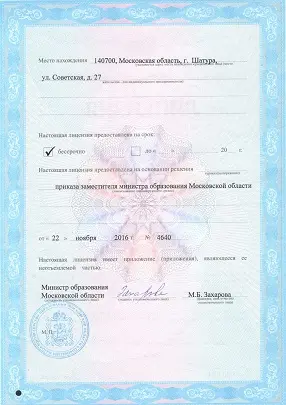 Место нахождения 140700, Московская область, г. Шатура,
ул. Советская, д. 27
Настоящая лицензия предоставлена на срок:
бессрочно до « » 20 г.
Настоящая лицензия предоставлена на основании решения
приказа заместителя министра образования Московской области
от « 22 » ноября 2016 г. № 4640
Настоящая лицензия имеет приложение (приложения), являющееся ее
неотъемлемой частью.
Министр образования
Московской области М.Б. Захарова
М.П.